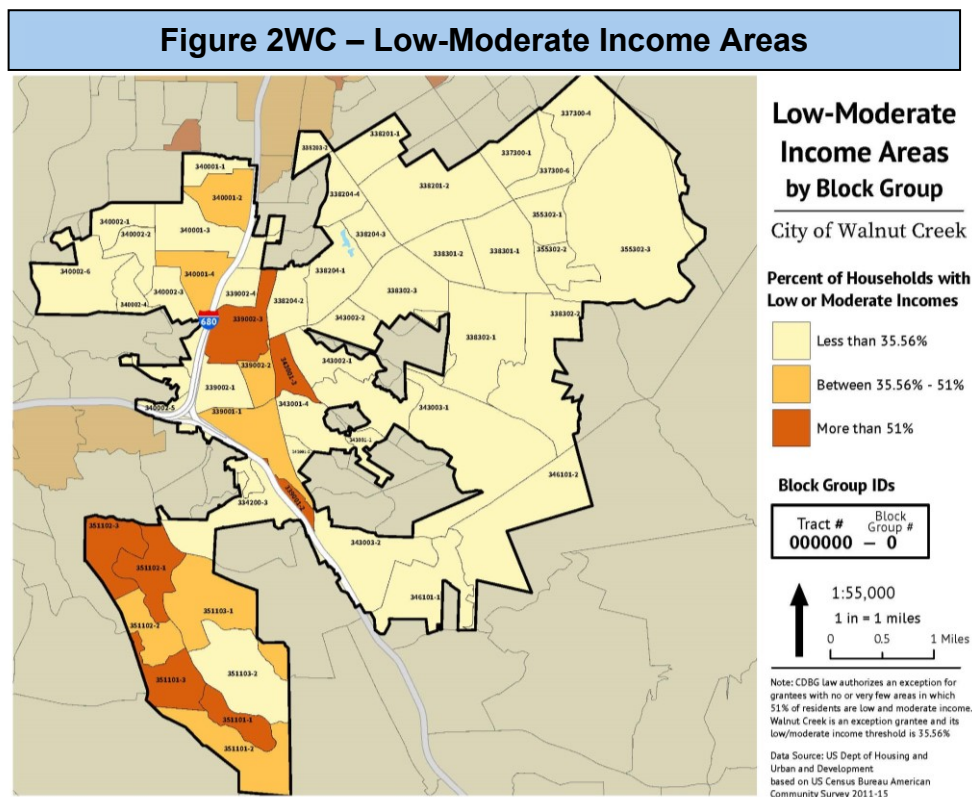 Figure 2WC – Low-Moderate Income Areas
Low-Moderate
Income Areas
by Block Group
City of Walnut Creek
Percent of Households with
Low or Moderate Incomes
Less than 35.56%
Between 35.56% - 51%
More than 51%
Block Group IDs
Tract # Block
Group #
000000 – 0
1:55,000
1 in = 1 miles
0 0.5 1 Miles
Note: CDBG law authorizes an exception for
grantees with no or very few areas in which
51% of residents are low and moderate income.
Walnut Creek is an exception grantee and its
low/moderate income threshold is 35.56%
Data Source: US Dept of Housing and
Urban and Development
based on US Census Bureau American
Community Survey 2011-15
337300-4
338201-1
338203-2
337300-1
340001-1
337300-6
338201-2
340001-2
338204-4
355302-1
340002-1
340001-3
340002-2
338204-3
355302-3
338301-2
338301-1
355302-2
340002-6
340001-4
338204-1
340002-3
338002-4
338302-3
338204-2
340002-4
338302-2
343002-2
680
339002-3
338302-1
343002-1
339002-2
343001-3
339001-1
340002-5
339001-1
343001-4
343003-1
346101-2
334200-3
339001-2
351102-3
343003-2
351102-1
346101-1
351103-1
351102-2
351103-2
351101-3
351101-1
351101-2